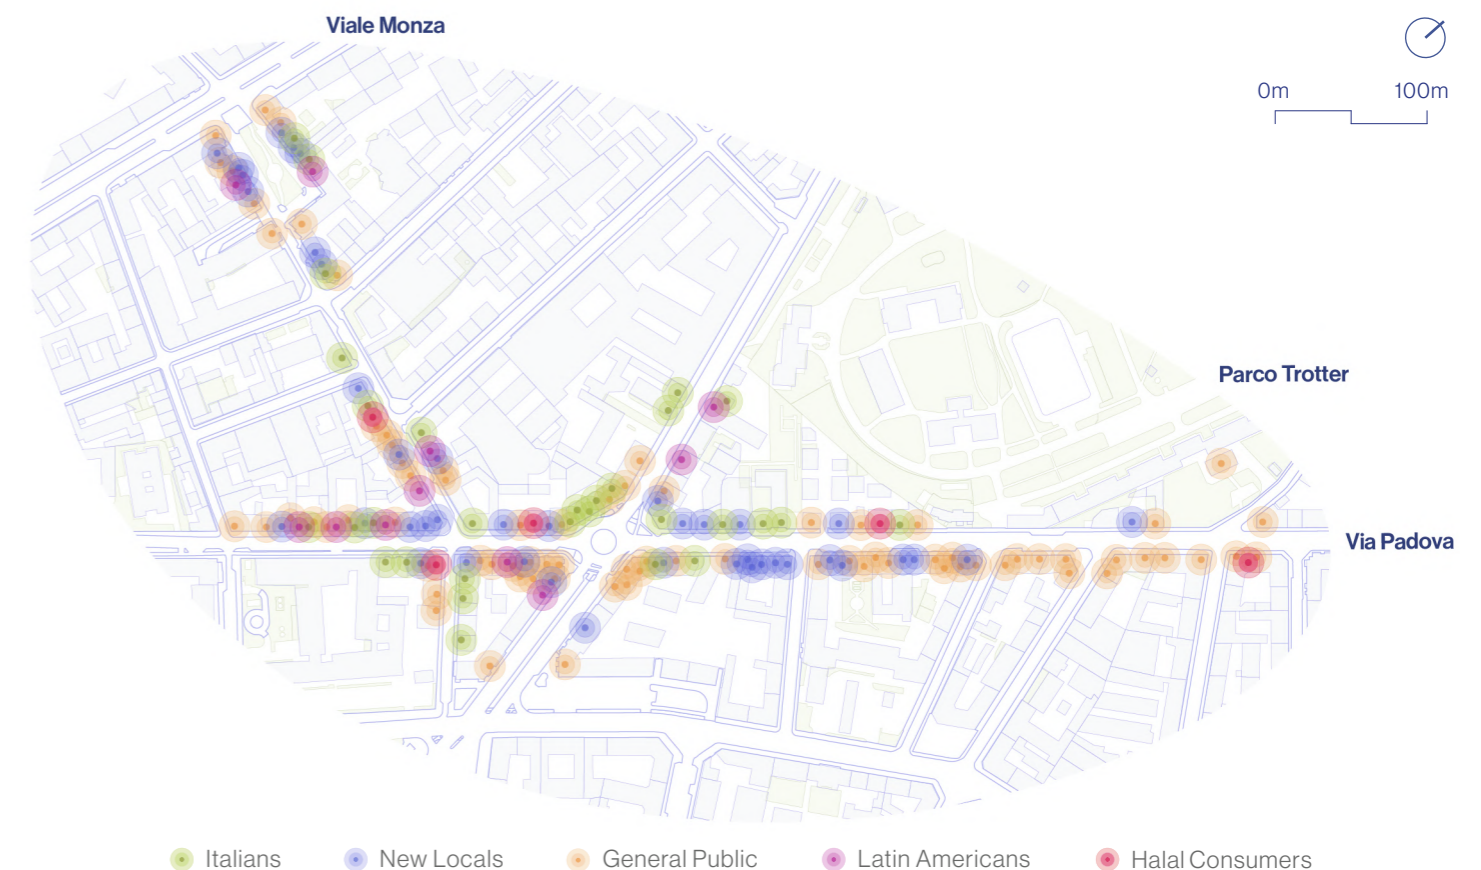 Viale Monza
0m 100m
Parco Trotter
Via Padova
Italians New Locals General Public Latin Americans Halal Consumers